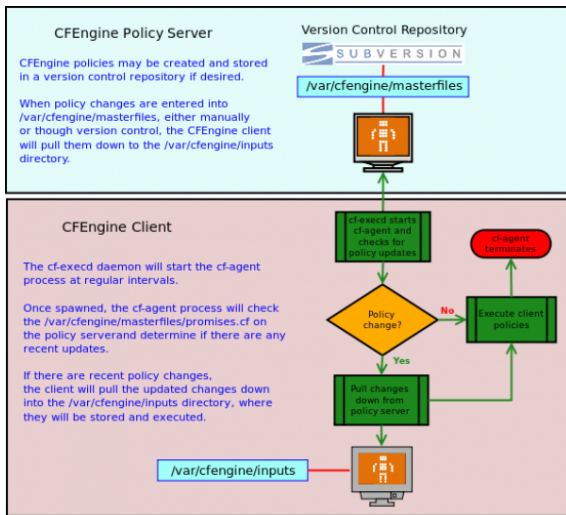 CFEngine Policy Server
CFEngine policies may be created and stored
in a version control repository if desired.
When policy changes are entered into
/var/cfengine/masterfiles, either manually
or though version control, the CFEngine client
will pull them down to the /var/cfengine/inputs
directory.
Version Control Repository
SUBVERSION
/var/cfengine/masterfiles
CFEngine Client
The cf-execd daemon will start the cf-agent
process at regular intervals.
Once spawned, the cf-agent process will check
the /var/cfengine/masterfiles/promises.cf on
the policy serverand determine if there are any
recent updates.
If there are recent policy changes,
the client will pull the updated changes down
into the /var/cfengine/inputs directory, where
they will be stored and executed.
cf-execd starts
cf-agent and
checks for
policy updates
cf-agent
terminates
Policy
change?
No
Execute client
policies
Yes
Pull changes
down from
policy server
/var/cfengine/inputs